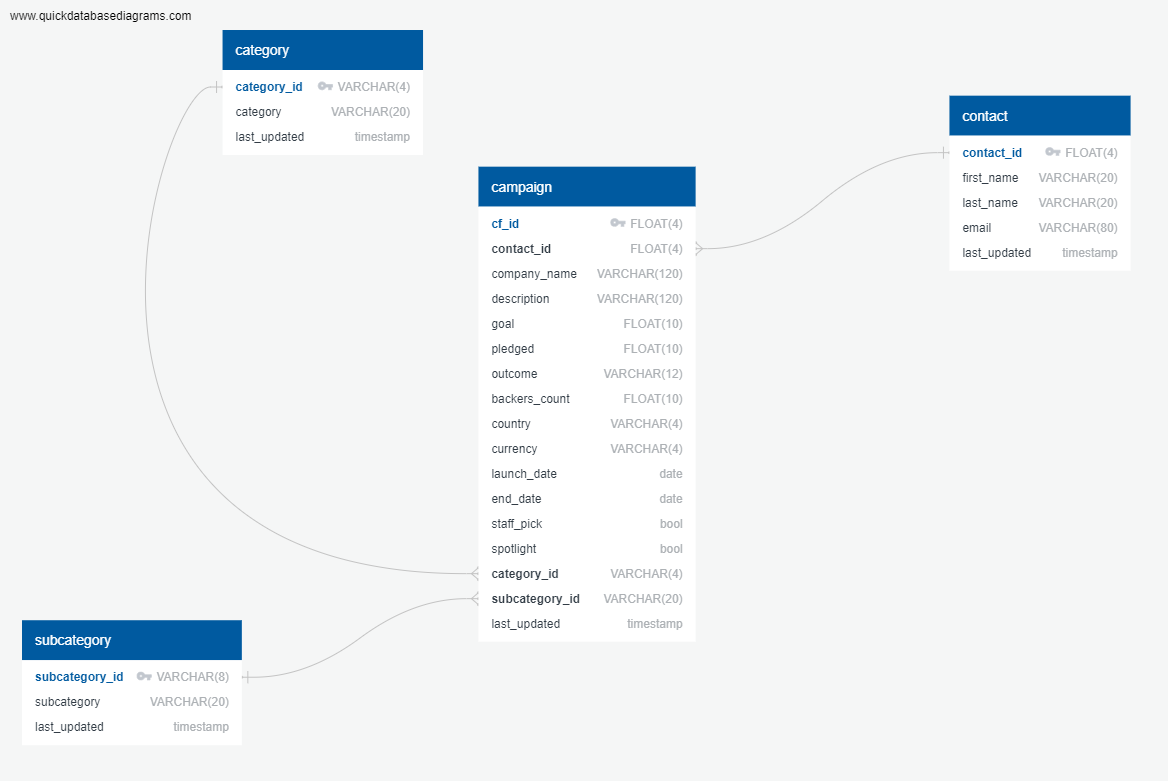 www.quickdatabasediagrams.com
category
category_id VARCHAR(4)
category VARCHAR(20)
last_updated timestamp
contact
contact_id FLOAT(4)
first_name VARCHAR(20)
last_name VARCHAR(20)
email VARCHAR(80)
last_updated timestamp
campaign
cf_id FLOAT(4)
contact_id FLOAT(4)
company_name VARCHAR(120)
description VARCHAR(120)
goal FLOAT(10)
pledged FLOAT(10)
outcome VARCHAR(12)
backers_count FLOAT(10)
country VARCHAR(4)
currency VARCHAR(4)
launch_date date
end_date date
staff_pick bool
spotlight bool
category_id VARCHAR(4)
subcategory_id VARCHAR(20)
last_updated timestamp
subcategory
subcategory_id VARCHAR(8)
subcategory VARCHAR(20)
last_updated timestamp